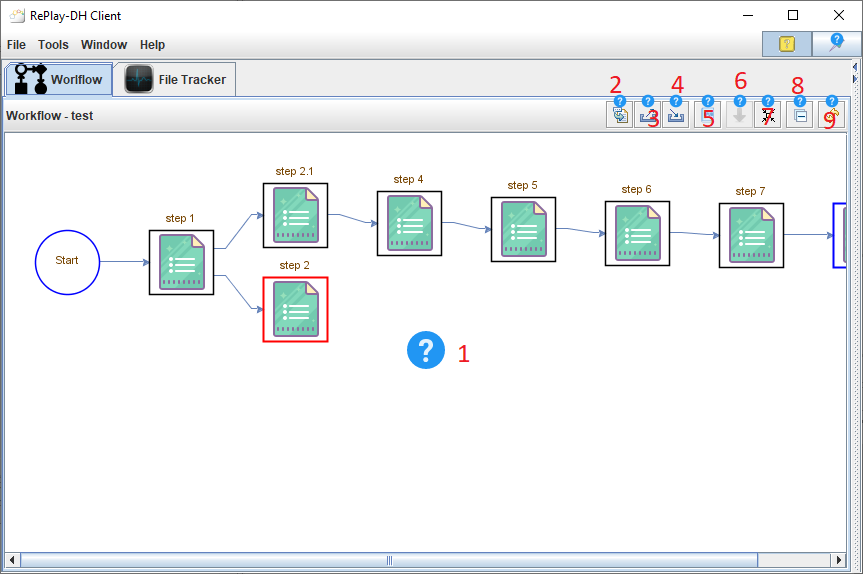 RePlay-DH Client
File Tools Window Help
Worlflow File Tracker
Workflow - test
2 3 4 5 6 7 8 9
step 2.1
step 4
step 5
step 6
step 7
step 1
Start
step 2
1